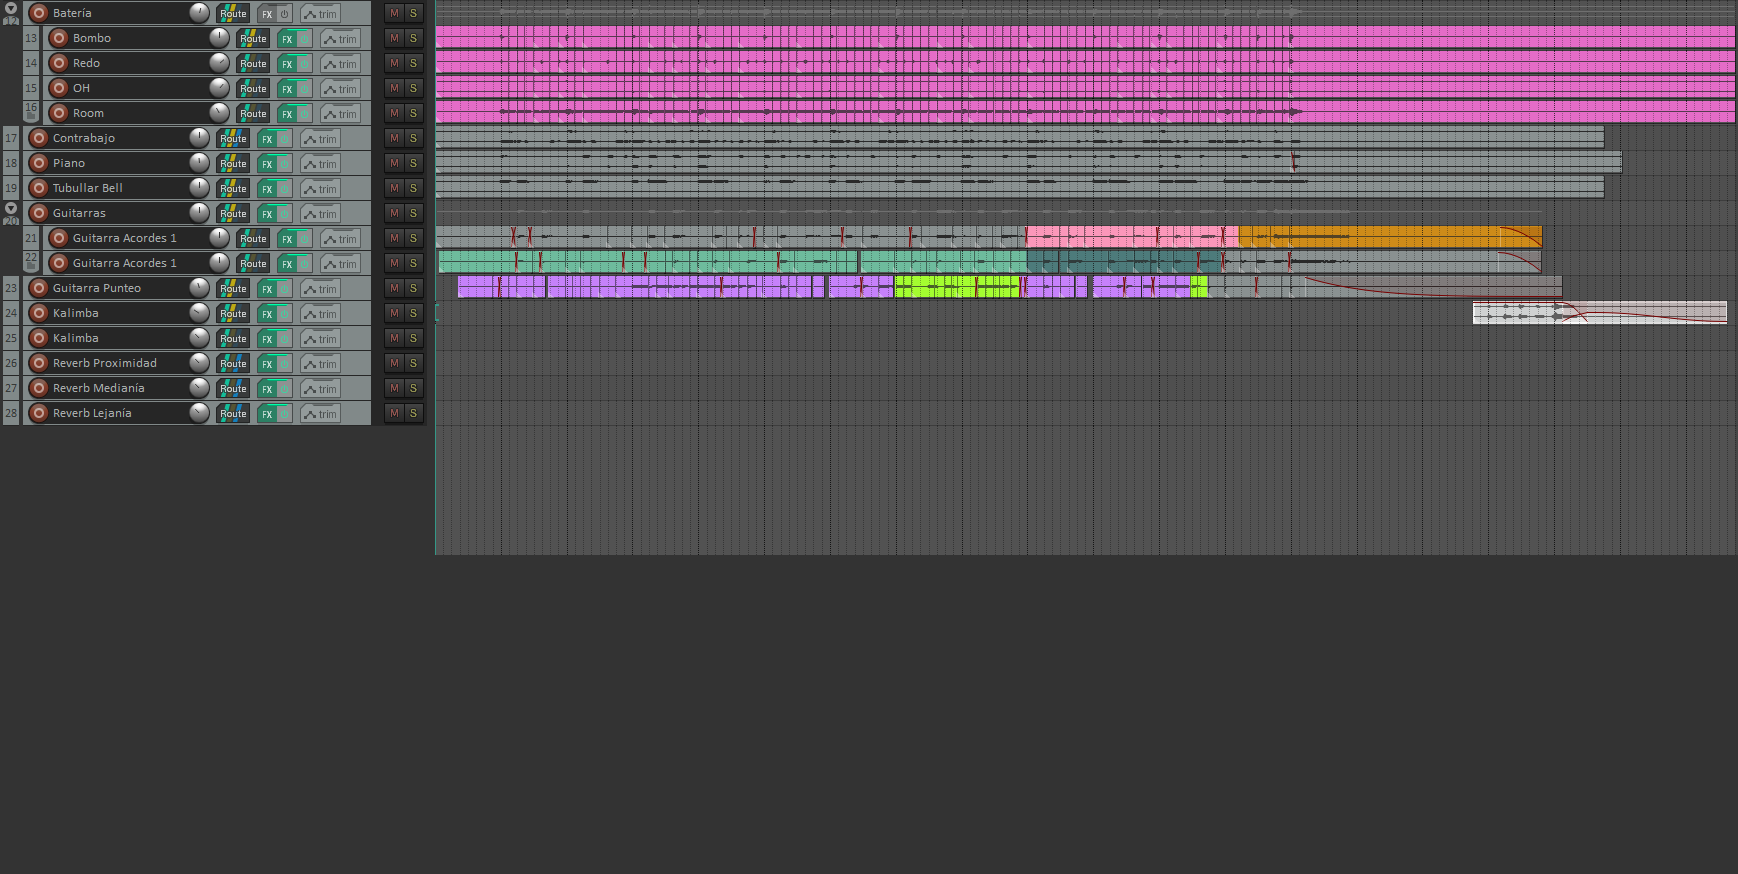 12 Batería Route FX trim M S
13 Bombo Route FX trim M S
14 Redo Route FX trim M S
15 OH Route FX trim M S
16 Room Route FX trim M S
17 Contrabajo Route FX trim M S
18 Piano Route FX trim M S
19 Tubullar Bell Route FX trim M S
20 Guitarras Route FX trim M S
21 Guitarra Acordes 1 Route FX trim M S
22 Guitarra Acordes 1 Route FX trim M S
23 Guitarra Punteo Route FX trim M S
24 Kalimba Route FX trim M S
25 Kalimba Route FX trim M S
26 Reverb Proximidad Route FX trim M S
27 Reverb Medianía Route FX trim M S
28 Reverb Lejanía Route FX trim M S